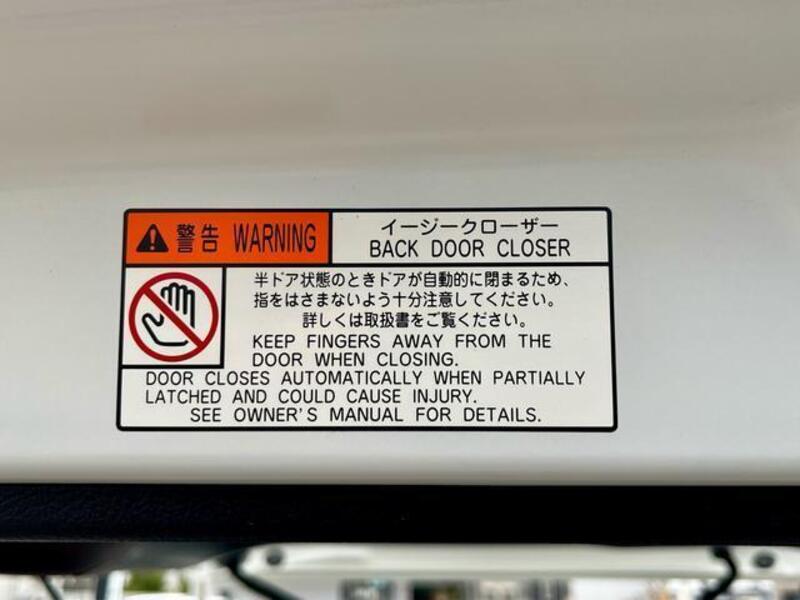 警告 WARNING
イージークローザー
BACK DOOR CLOSER
半ドア状態のときドアが自動的に閉まるため、
指をはさまないよう十分注意してください。
詳しくは取扱書をご覧ください。
KEEP FINGERS AWAY FROM THE
DOOR WHEN CLOSING.
DOOR CLOSES AUTOMATICALLY WHEN PARTIALLY
LATCHED AND COULD CAUSE INJURY.
SEE OWNER'S MANUAL FOR DETAILS.